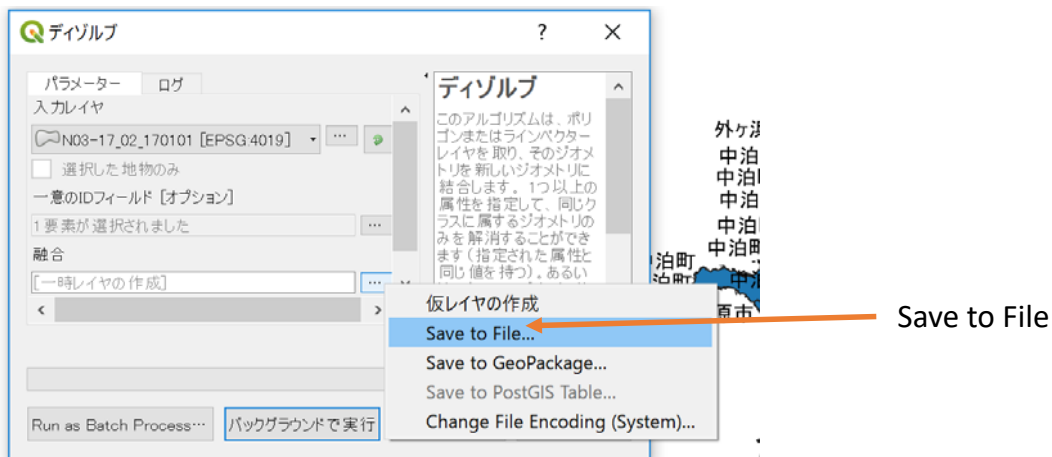 ディゾルブ
?
パラメーター
ログ
入力レイヤ
N03-17_02_170101 [EPSG:4019]
...
選択した地物のみ
一意のIDフィールド [オプション]
1要素が選択されました
...
融合
[一時レイヤの作成]
...
Run as Batch Process...
バックグラウンドで実行
ディゾルブ
このアルゴリズムは、ポリ
ゴンまたはラインベクター
レイヤを取り、そのジオメ
トリを新しいジオメトリに
結合します。1つ以上の
属性を指定して、同じク
ラスに属するジオメトリの
みを解消することができ
ます(指定された属性と
同じ値を持つ)。あるい
仮レイヤの作成
Save to File...
Save to GeoPackage...
Save to PostGIS Table...
Change File Encoding (System)...
外ヶ浜
中泊
中泊
中泊
中泊
中泊町
泊町
泊町
中泊
原市
Save to File